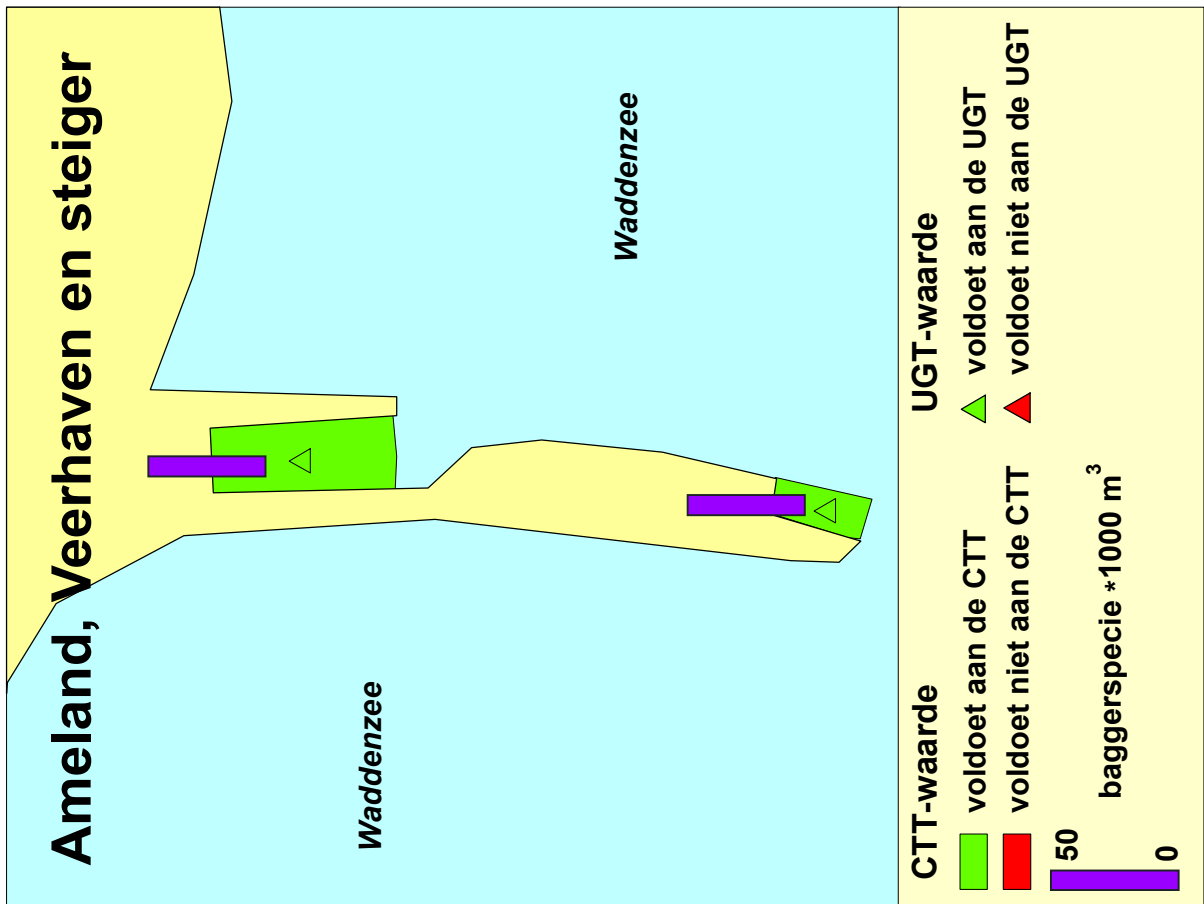 Ameland, Veerhaven en steiger
Waddenzee
Waddenzee
CTT-waarde
voldoet aan de CTT
voldoet niet aan de CTT
UGT-waarde
voldoet aan de UGT
voldoet niet aan de UGT
50
0
baggerspecie *1000 m³